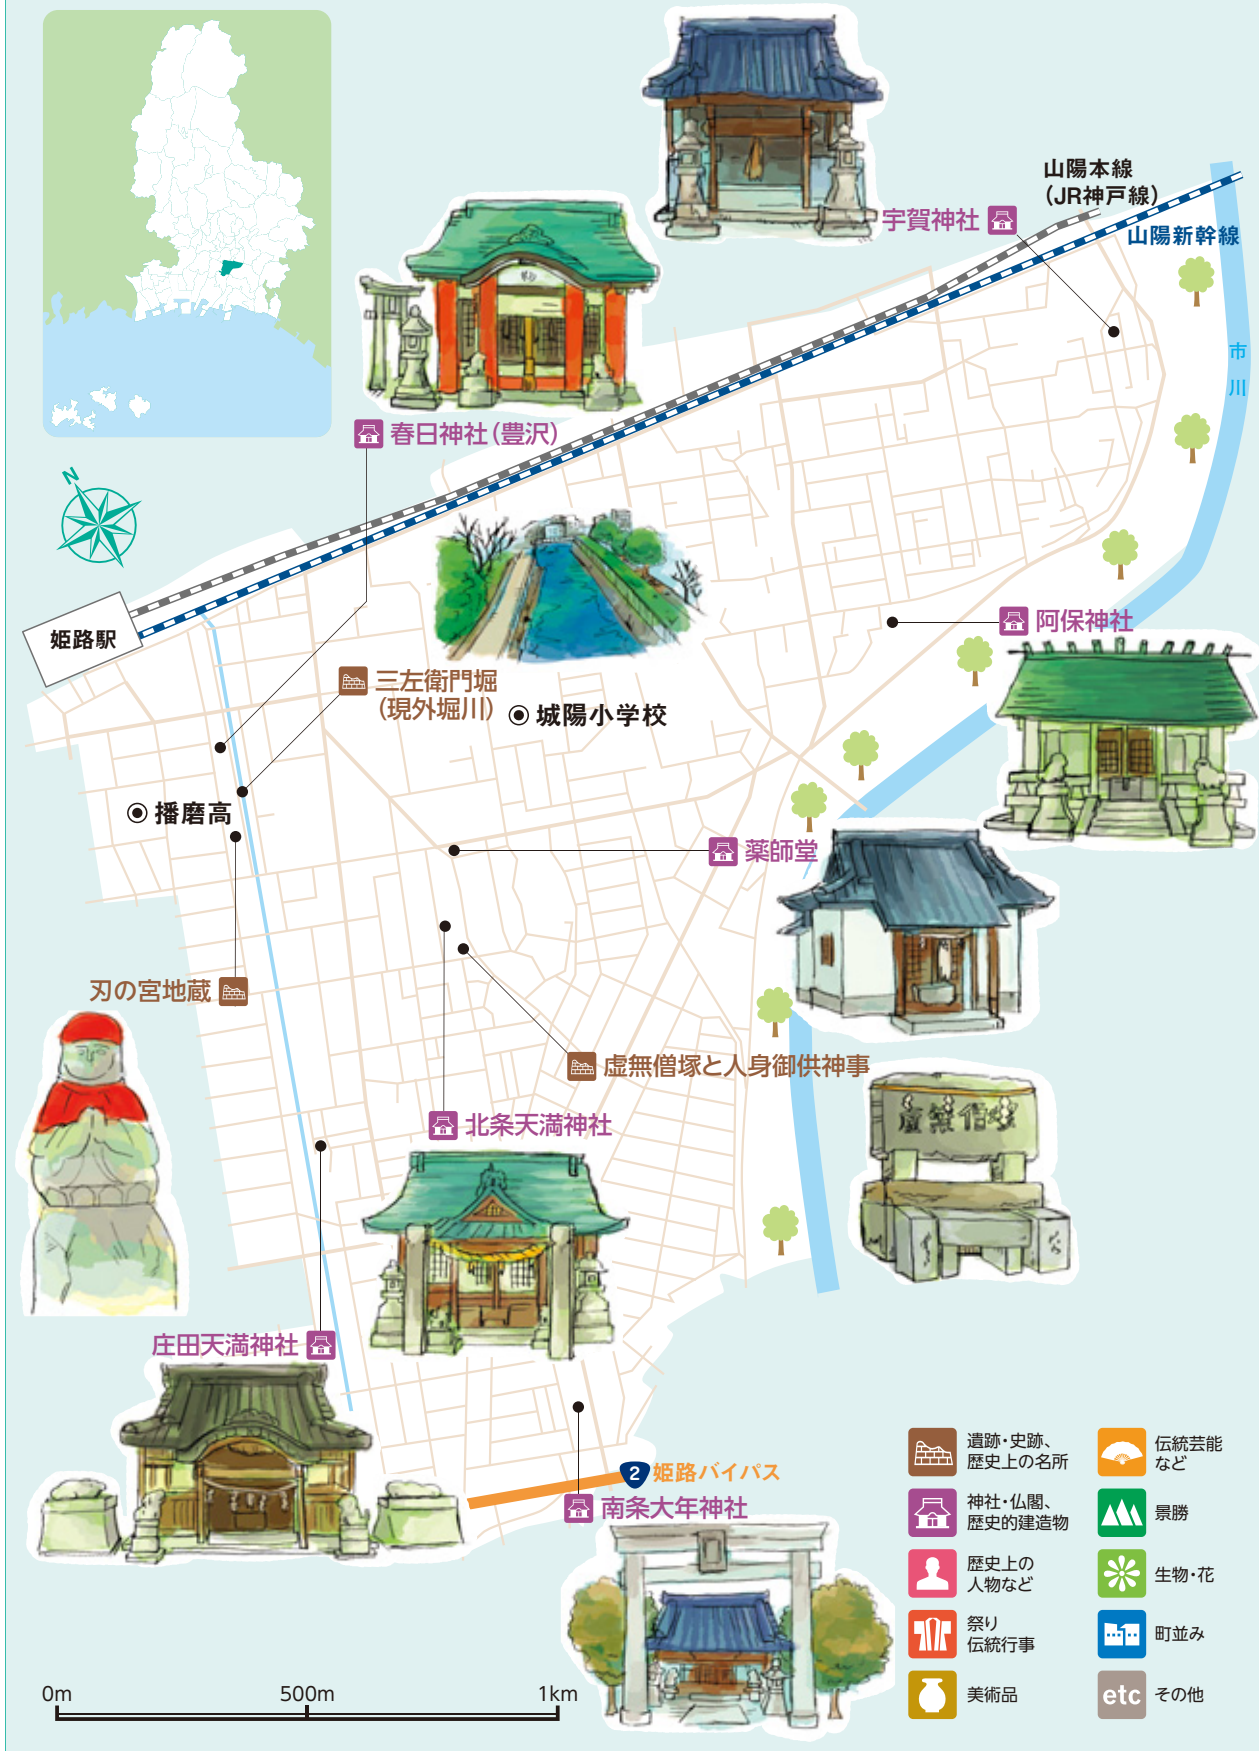 山陽本線
(JR神戸線)
宇賀神社
山陽新幹線
市川
春日神社(豊沢)
N
姫路駅
阿保神社
三左衛門堀
(現外堀川)
城陽小学校
播磨高
薬師堂
刃の宮地蔵
虚無僧塚と人身御供神事
虚無僧塚
北条天満神社
庄田天満神社
2 姫路バイパス
南条大年神社
遺跡・史跡、
歴史上の名所
神社・仏閣、
歴史的建造物
歴史上の
人物など
祭り
伝統行事
美術品
伝統芸能
など
景勝
生物・花
町並み
etc その他
0m 500m 1km